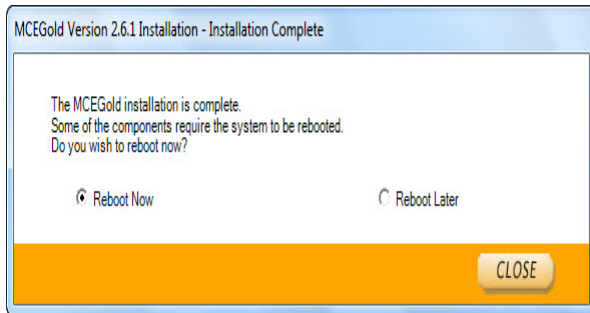 MCEGold Version 2.6.1 Installation - Installation Complete
The MCEGold installation is complete.
Some of the components require the system to be rebooted.
Do you wish to reboot now?
Reboot Now
Reboot Later
CLOSE